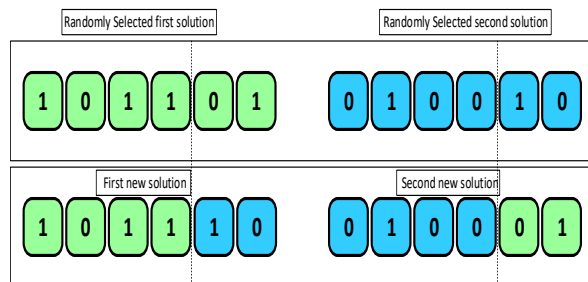 Randomly Selected first solution Randomly Selected second solution
1 0 1 1 0 1 0 1 0 0 1 0
First new solution Second new solution
1 0 1 1 1 0 0 1 0 0 0 1